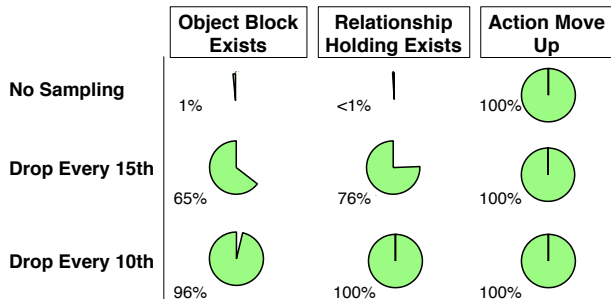 Object Block
Exists
Relationship
Holding Exists
Action Move
Up
No Sampling
1%
<1%
100%
Drop Every 15th
65%
76%
100%
Drop Every 10th
96%
100%
100%